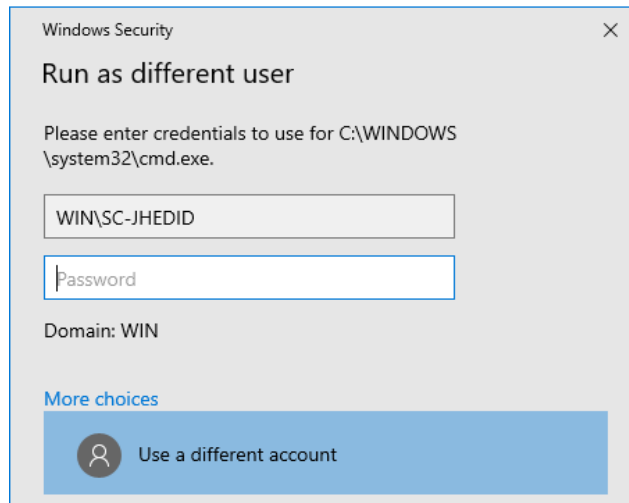 Windows Security
Run as different user
Please enter credentials to use for C:\WINDOWS
\system32\cmd.exe.
WIN\SC-JHEDID
Password
Domain: WIN
More choices
Use a different account